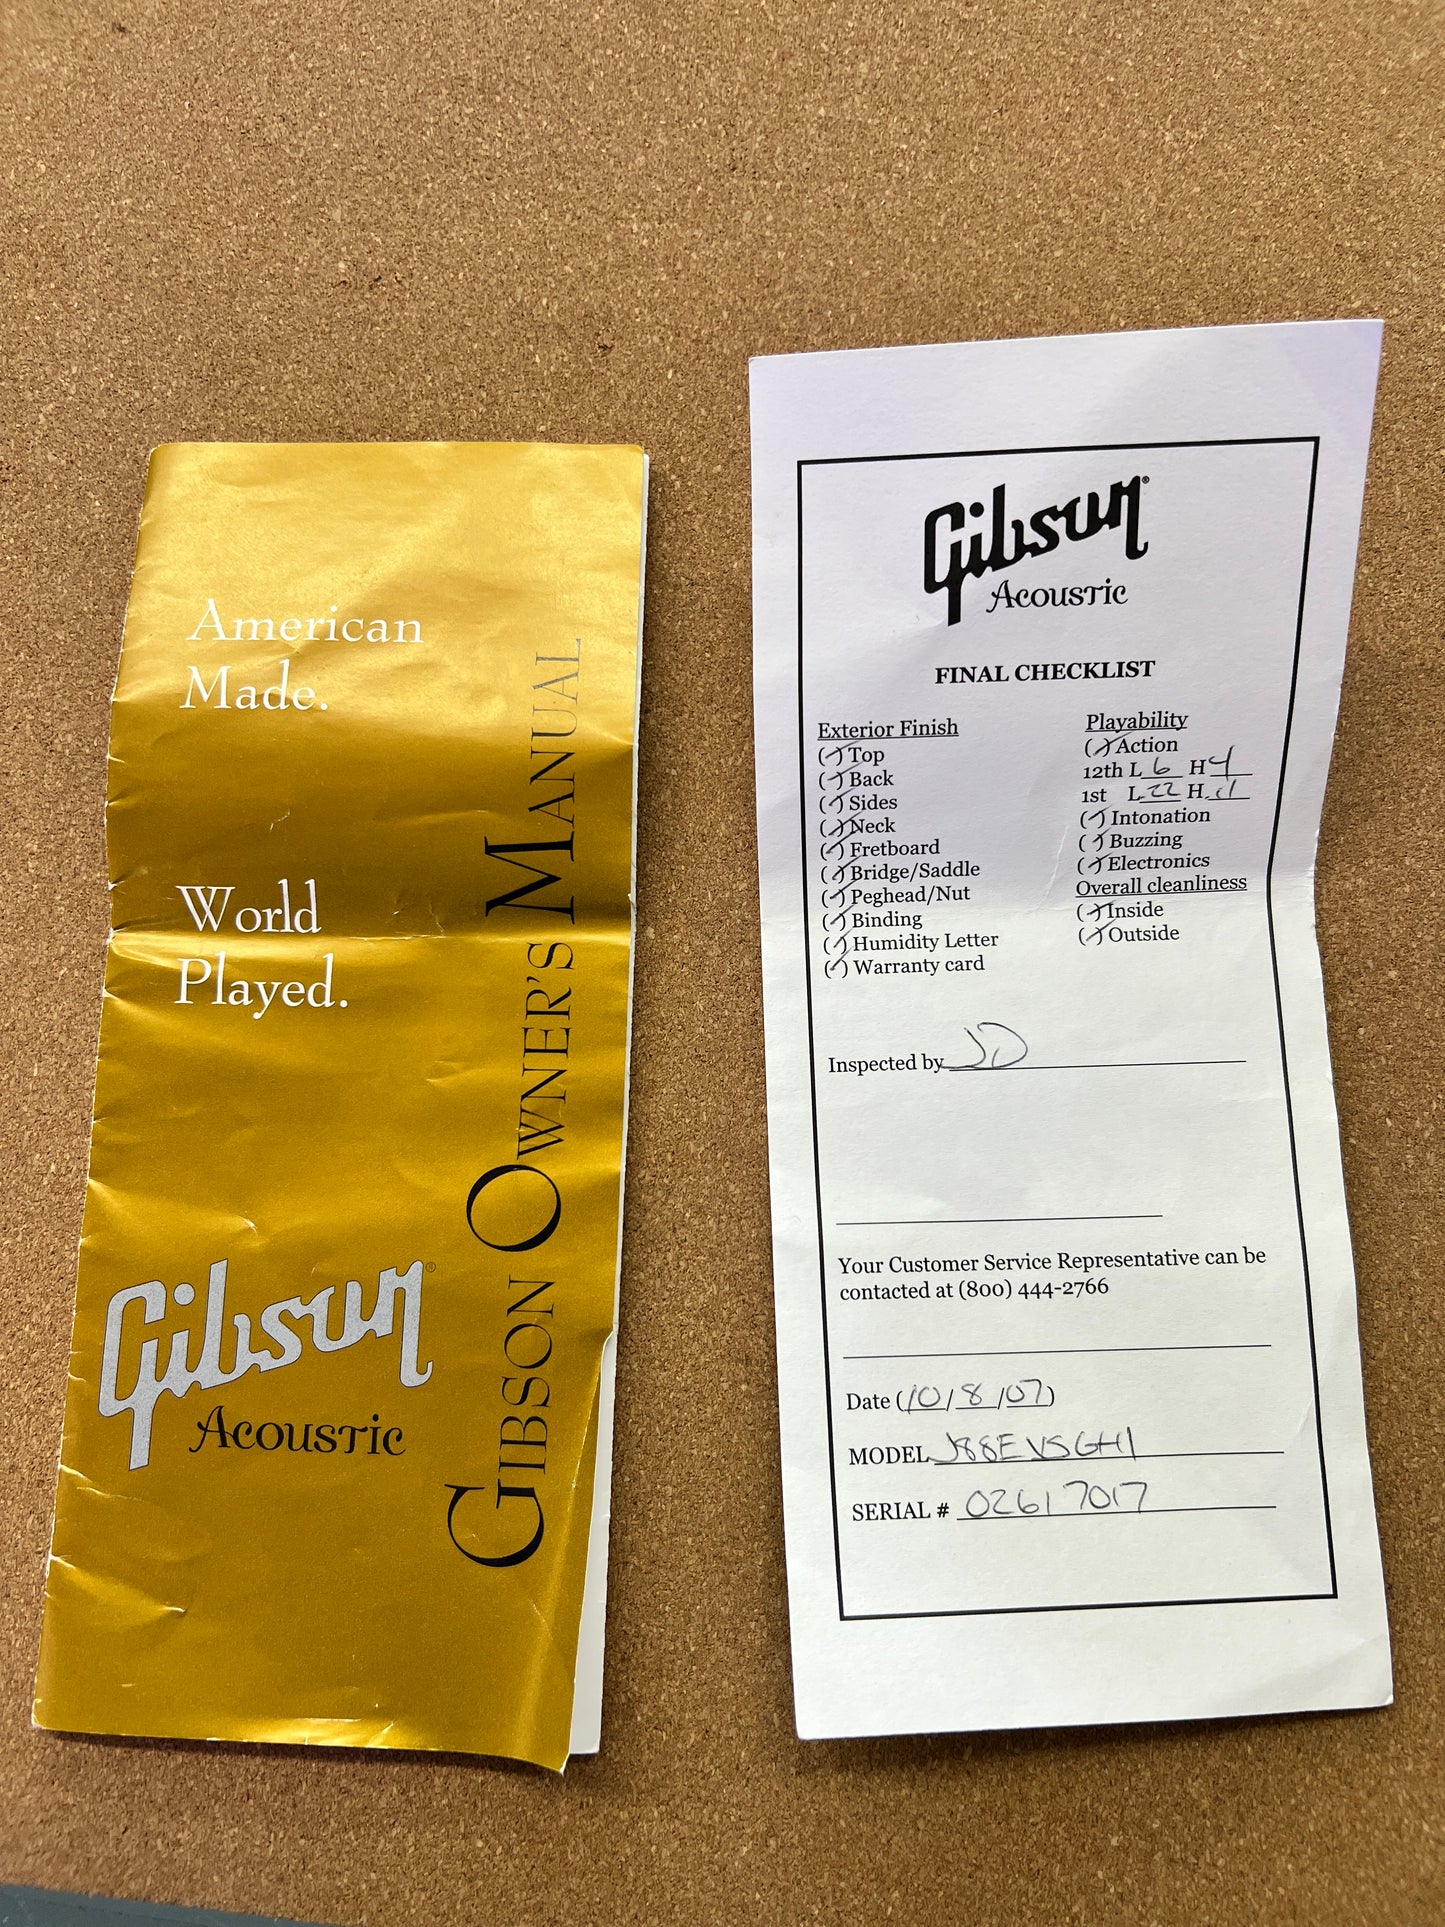 American
Made.
World
Played.
Gibson
Acoustic
GIBSON OWNER'S MANUAL
Gibson
Acoustic
FINAL CHECKLIST
Exterior Finish
(✓) Top
(✓) Back
(✓) Sides
(✓) Neck
(✓) Fretboard
(✓) Bridge/Saddle
(✓) Peghead/Nut
(✓) Binding
(✓) Humidity Letter
(✓) Warranty card
Playability
(✓) Action
12th L 6 H 4
1st L .22 H .11
(✓) Intonation
(✓) Buzzing
(✓) Electronics
Overall cleanliness
(✓) Inside
(✓) Outside
Inspected by JD
Your Customer Service Representative can be
contacted at (800) 444-2766
Date (10/8/07)
MODEL J88EVSGH1
SERIAL # 02617017